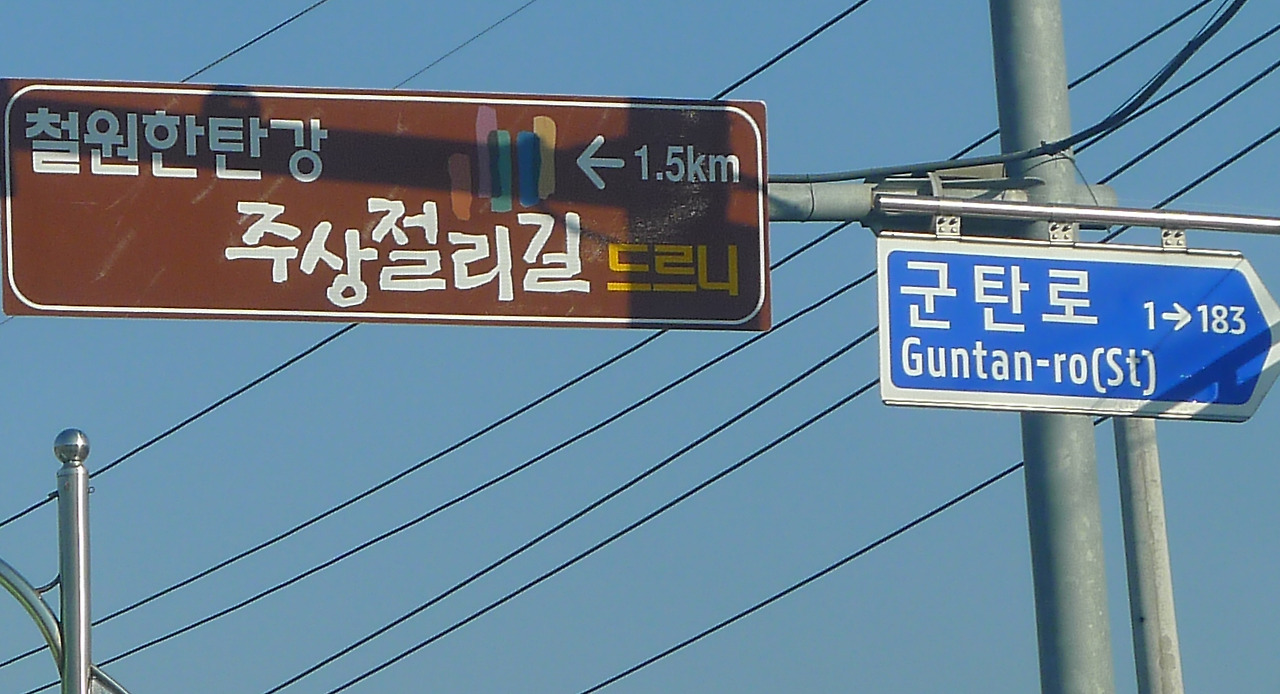 철원한탄강
← 1.5km
주상절리길 드르니
군탄로 1→183
Guntan-ro(St)